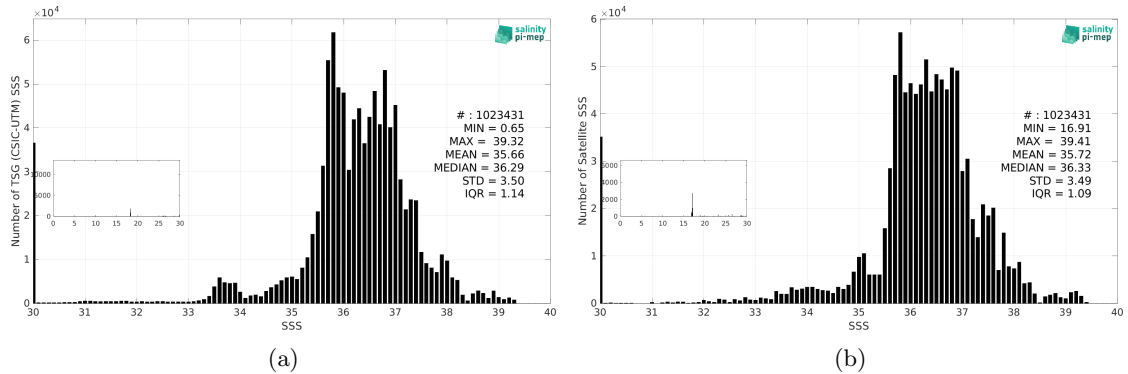 ×10⁴
salinity
pi-mep
Number of TSG (CSIC-UTM) SSS
6
5
4
3
2
1
0
# : 1023431
MIN = 0.65
MAX = 39.32
MEAN = 35.66
MEDIAN = 36.29
STD = 3.50
IQR = 1.14
10000
5000
0
0 5 10 15 20 25 30
30 31 32 33 34 35 36 37 38 39 40
SSS
(a)
×10⁴
salinity
pi-mep
Number of Satellite SSS
6
5
4
3
2
1
0
# : 1023431
MIN = 16.91
MAX = 39.41
MEAN = 35.72
MEDIAN = 36.33
STD = 3.49
IQR = 1.09
6000
4000
2000
0
0 5 10 15 20 25 30
30 31 32 33 34 35 36 37 38 39 40
SSS
(b)